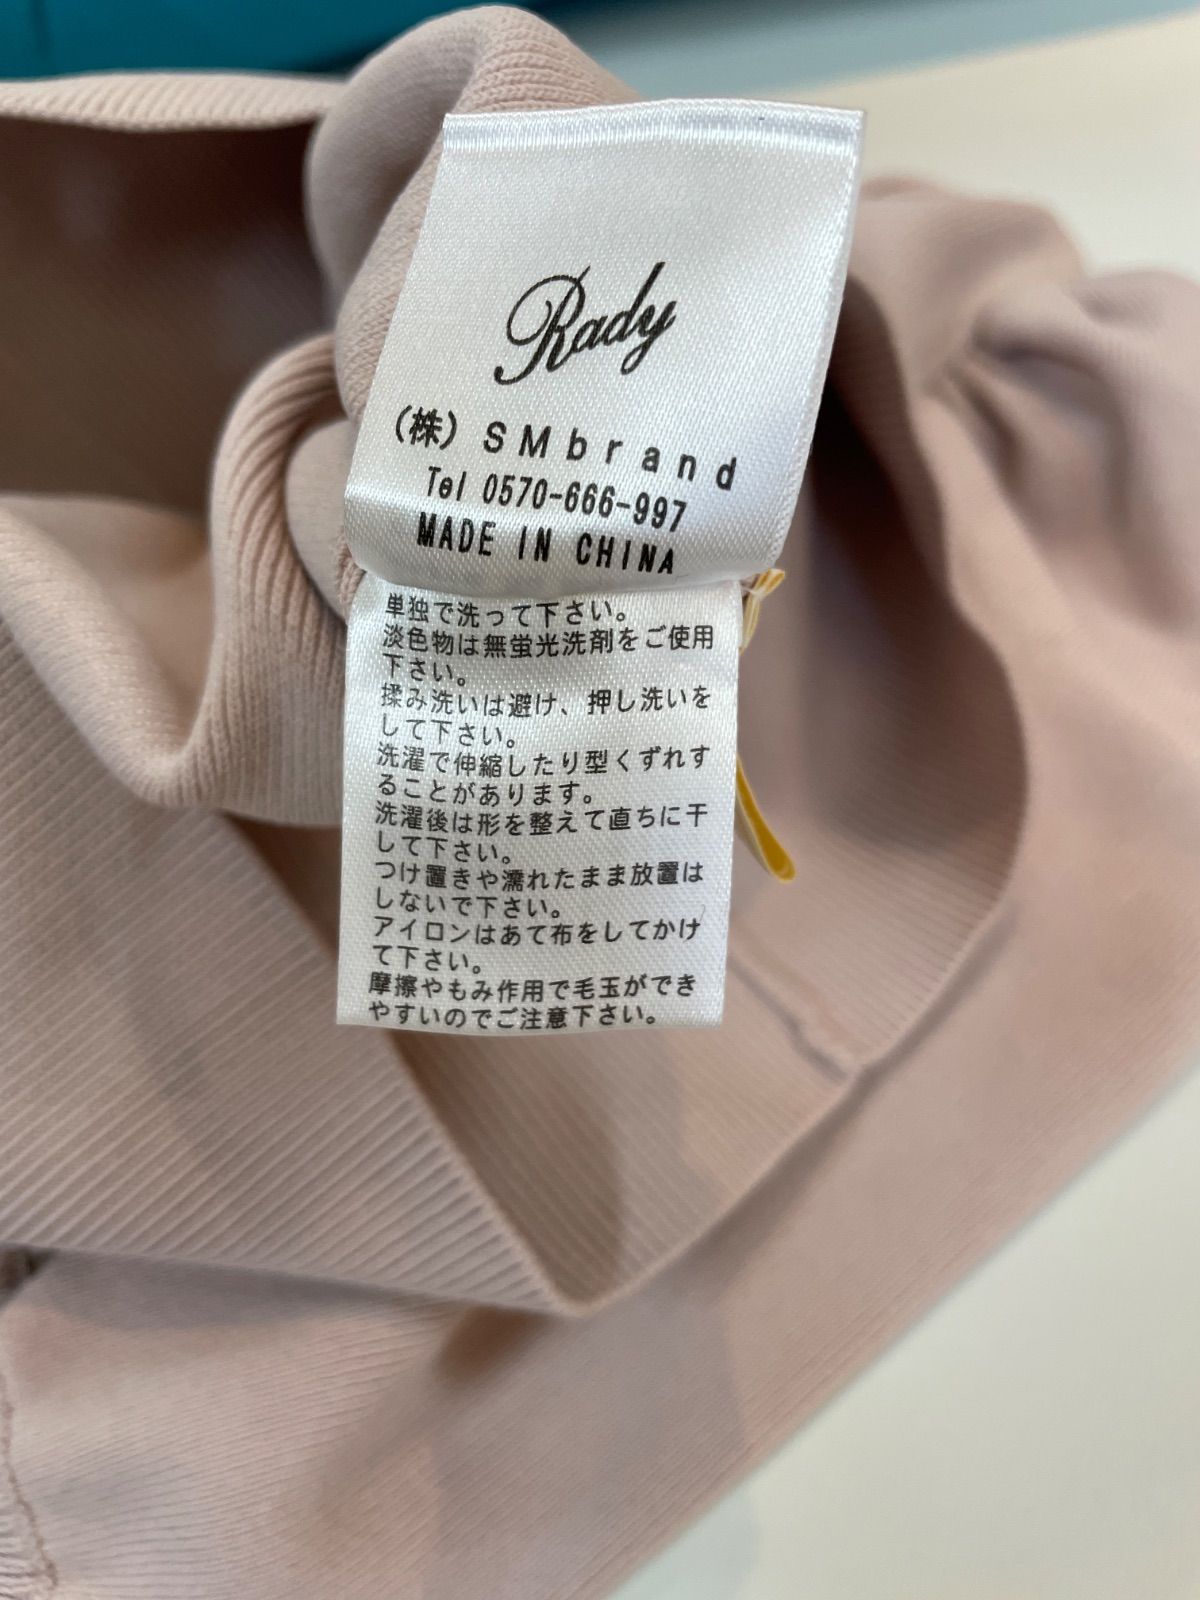 Rady
(株) SMbrand
Tel 0570-666-997
MADE IN CHINA
単独で洗って下さい。
淡色物は無蛍光洗剤をご使用
下さい。
揉み洗いは避け、押し洗いを
して下さい。
洗濯で伸縮したり型くずれす
ることがあります。
洗濯後は形を整えて直ちに干
して下さい。
つけ置きや濡れたまま放置は
しないで下さい。
アイロンはあて布をしてかけ
て下さい。
摩擦やもみ作用で毛玉ができ
やすいのでご注意下さい。